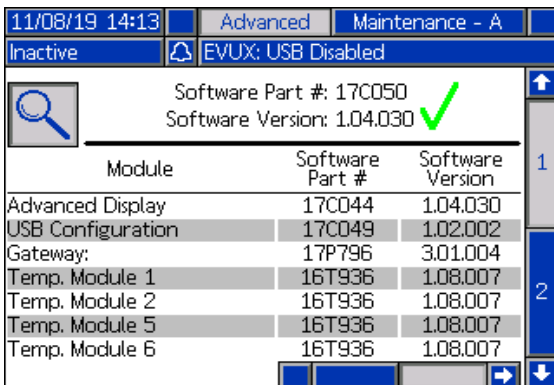 11/08/19 14:13 Advanced Maintenance - A
Inactive EVUX: USB Disabled
Software Part #: 17C050
Software Version: 1.04.030
Module Software Part # Software Version
Advanced Display 17C044 1.04.030
USB Configuration 17C049 1.02.002
Gateway: 17P796 3.01.004
Temp. Module 1 16T936 1.08.007
Temp. Module 2 16T936 1.08.007
Temp. Module 5 16T936 1.08.007
Temp. Module 6 16T936 1.08.007
1
2